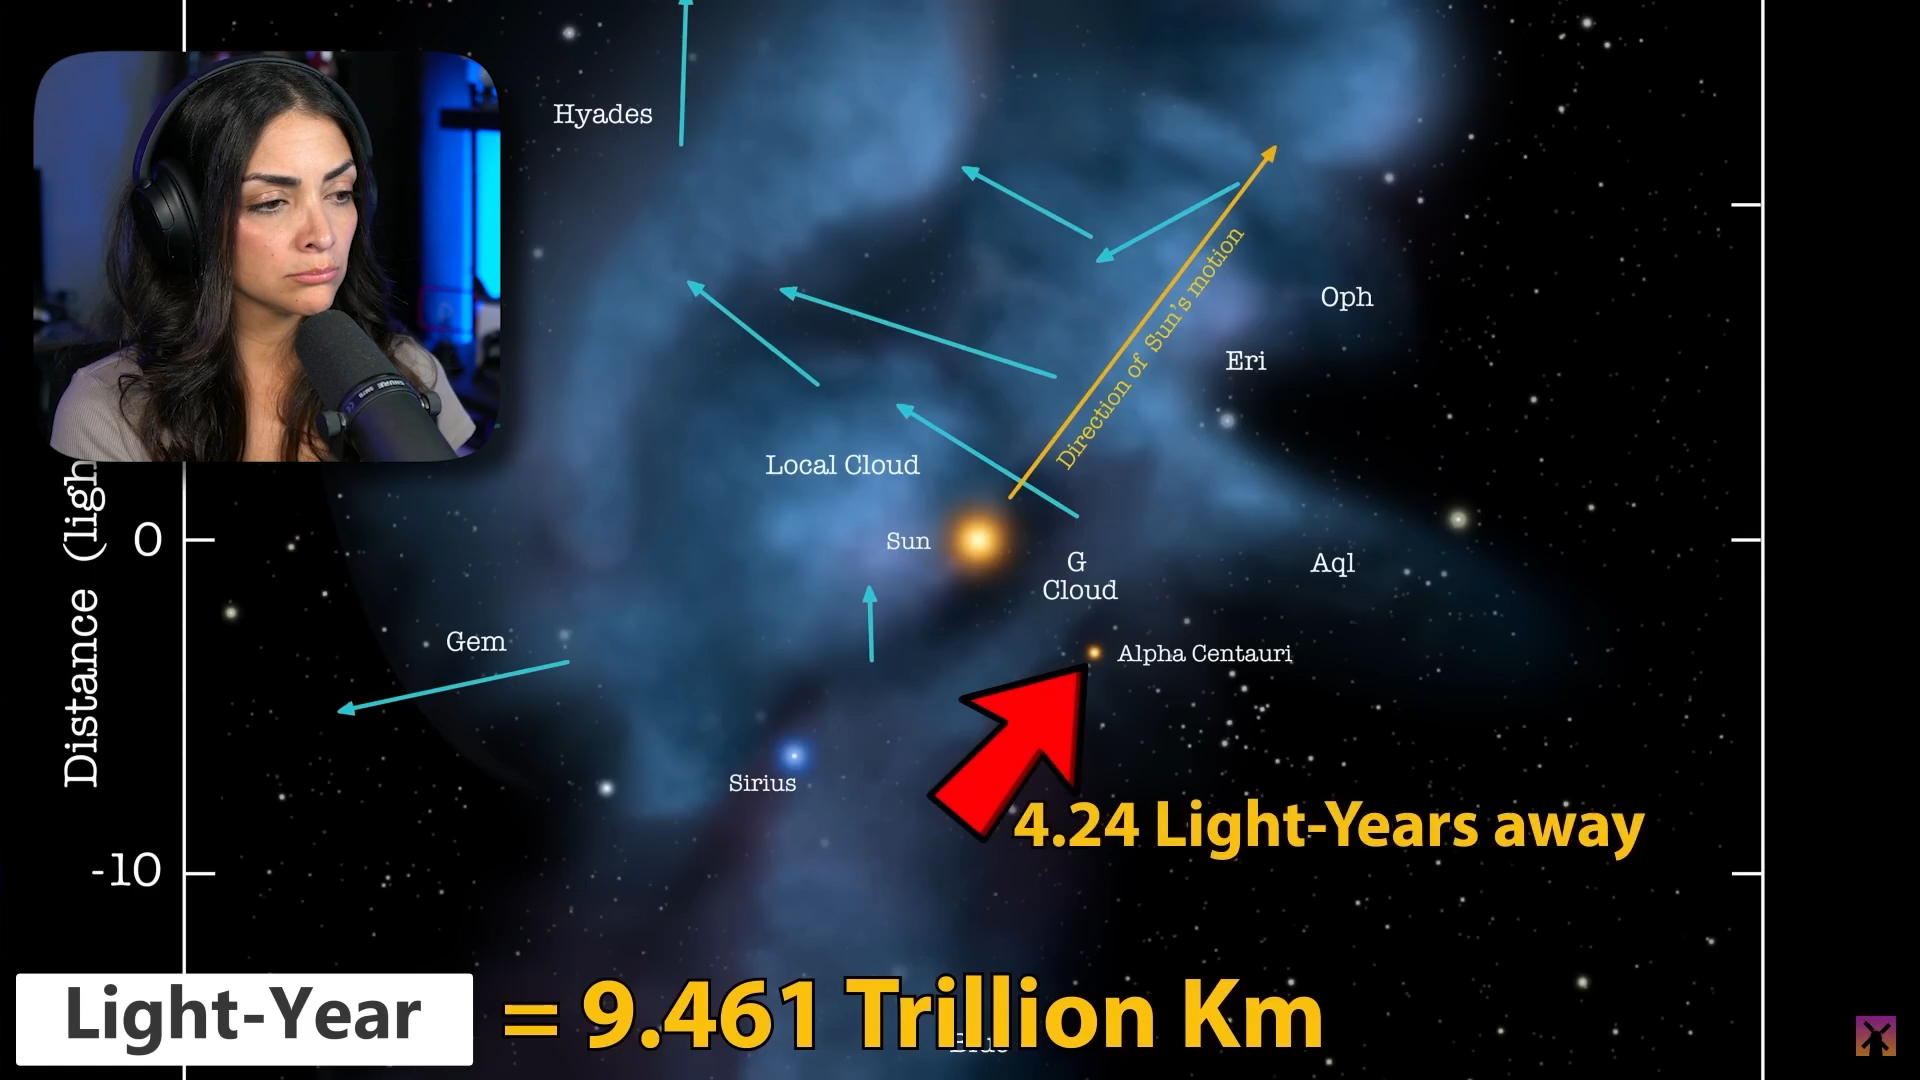 Hyades
Direction of Sun's motion
Oph
Eri
Local Cloud
Distance (ligh
0
Sun
G
Cloud
Aql
Gem
Alpha Centauri
Sirius
4.24 Light-Years away
-10
Light-Year = 9.461 Trillion Km